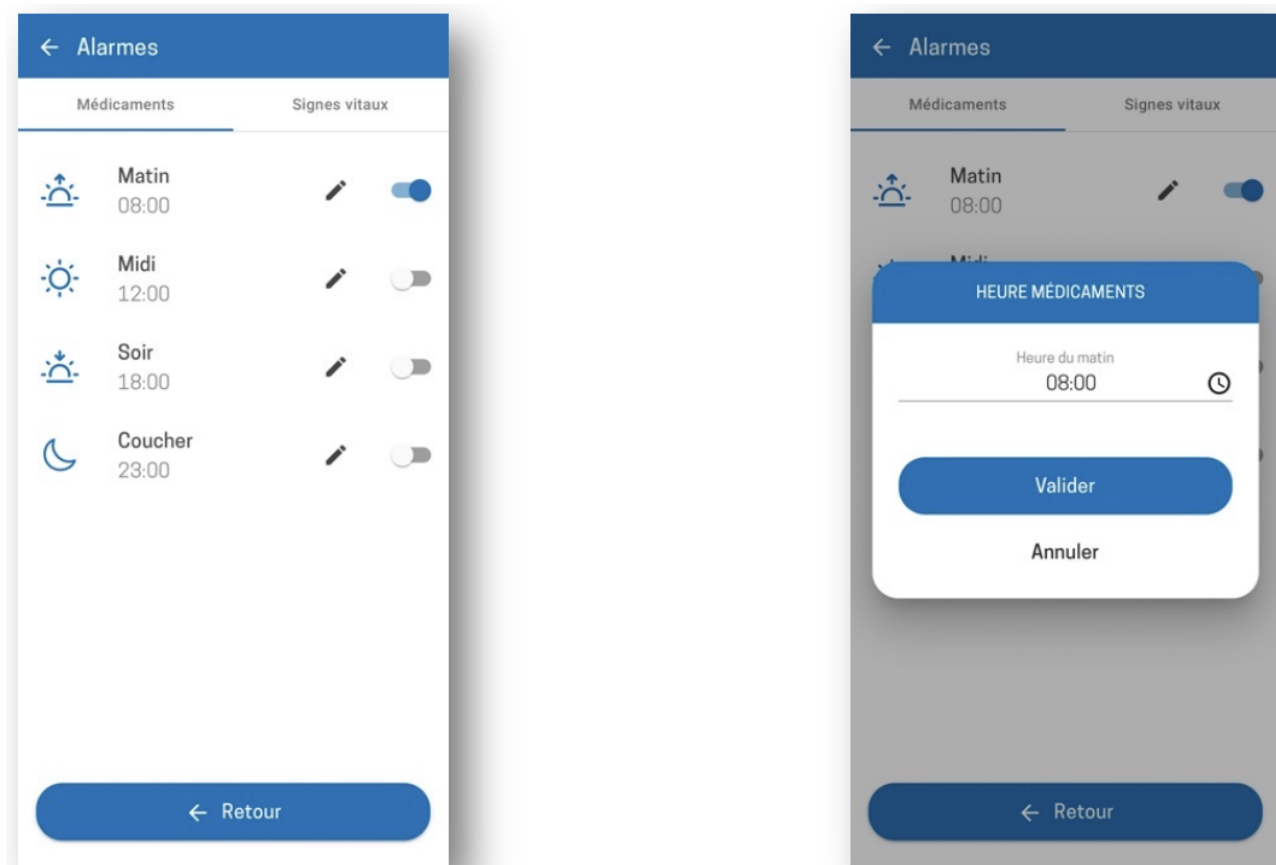 ← Alarmes
Médicaments Signes vitaux
Matin
08:00
Midi
12:00
Soir
18:00
Coucher
23:00
← Retour
← Alarmes
Médicaments Signes vitaux
Matin
08:00
Midi
HEURE MÉDICAMENTS
Heure du matin
08:00
Valider
Annuler
← Retour